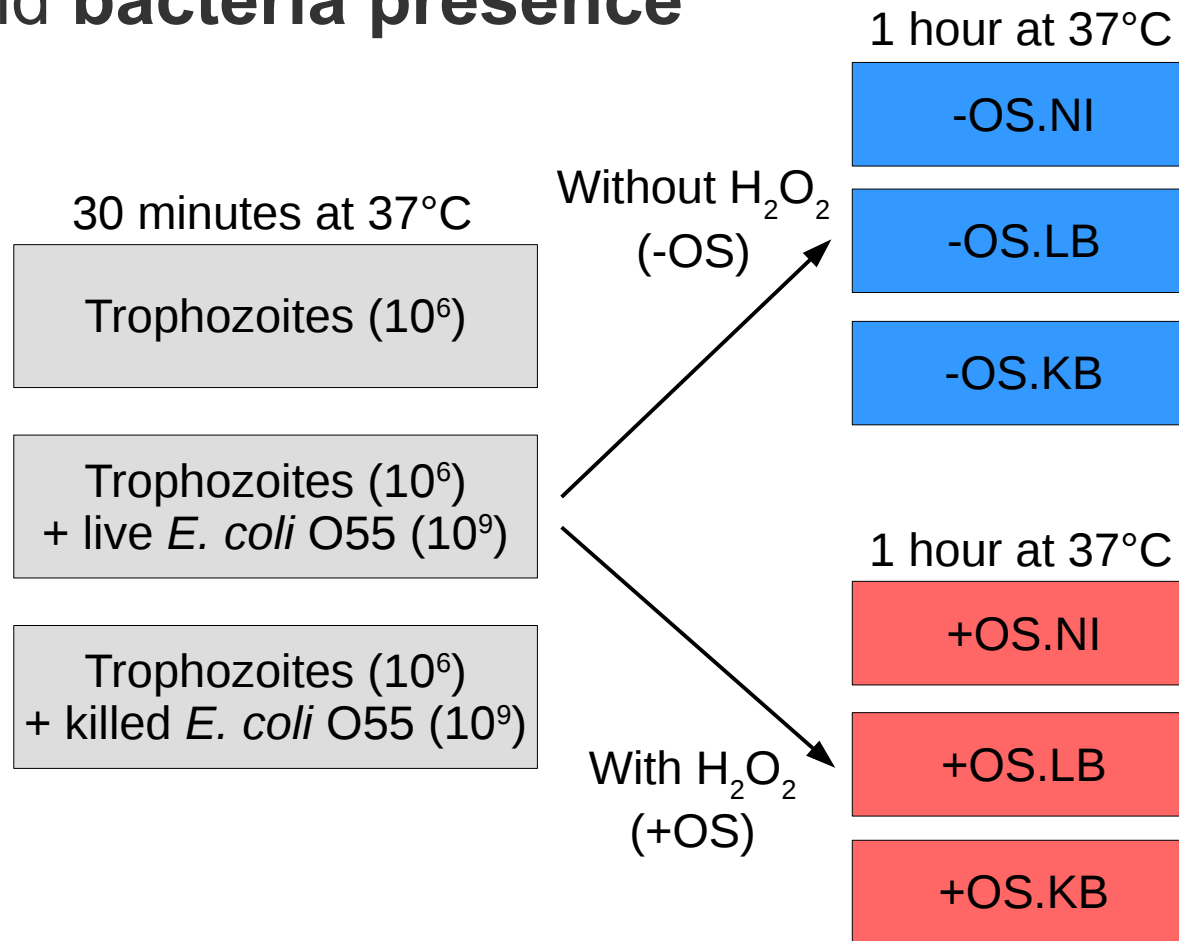 bacteria presence
30 minutes at 37°C
Trophozoites (10⁶)
Trophozoites (10⁶)
+ live E. coli O55 (10⁹)
Trophozoites (10⁶)
+ killed E. coli O55 (10⁹)
Without H₂O₂
(-OS)
With H₂O₂
(+OS)
1 hour at 37°C
-OS.NI
-OS.LB
-OS.KB
1 hour at 37°C
+OS.NI
+OS.LB
+OS.KB